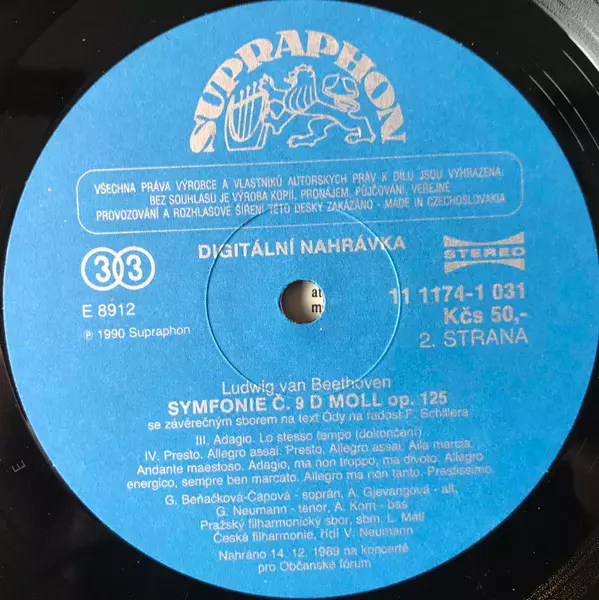 SUPRAPHON
VŠECHNA PRÁVA VÝROBCE A VLASTNÍKŮ AUTORSKÝCH PRÁV K DÍLU JSOU VYHRAZENA.
BEZ SOUHLASU JE VÝROBA KOPIÍ, PRONÁJEM, PŮJČOVÁNÍ, VEŘEJNÉ
PROVOZOVÁNÍ A ROZHLASOVÉ ŠÍŘENÍ TÉTO DESKY ZAKÁZÁNO - MADE IN CZECHOSLOVAKIA
DIGITÁLNÍ NAHRÁVKA
33
STEREO
E 8912
11 1174-1 031
℗ 1990 Supraphon
Kčs 50,-
2. STRANA
at
m
Ludwig van Beethoven
SYMFONIE Č. 9 D MOLL op. 125
se závěrečným sborem na text Ódy na radost F. Schillera
III. Adagio. Lo stesso tempo (dokončení)
IV. Presto. Allegro assai. Presto. Allegro assai. Alla marcia.
Andante maestoso. Adagio, ma non troppo, ma divoto. Allegro
energico, sempre ben marcato. Allegro ma non tanto. Prestissimo.
G. Beňačková-Čápová - soprán, A. Gjevangová - alt,
G. Neumann - tenor, A. Korn - bas
Pražský filharmonický sbor, sbm. L. Mátl
Česká filharmonie, řídí V. Neumann
Nahráno 14. 12. 1989 na koncertě
pro Občanské fórum